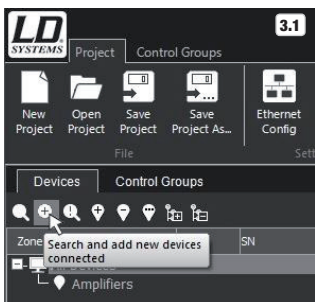 LD
SYSTEMS
3.1
Project
Control Groups
New Project
Open Project
Save Project
Save Project As...
Ethernet Config
File
Devices
Control Groups
Zone
SN
Search and add new devices connected
Devices
Amplifiers